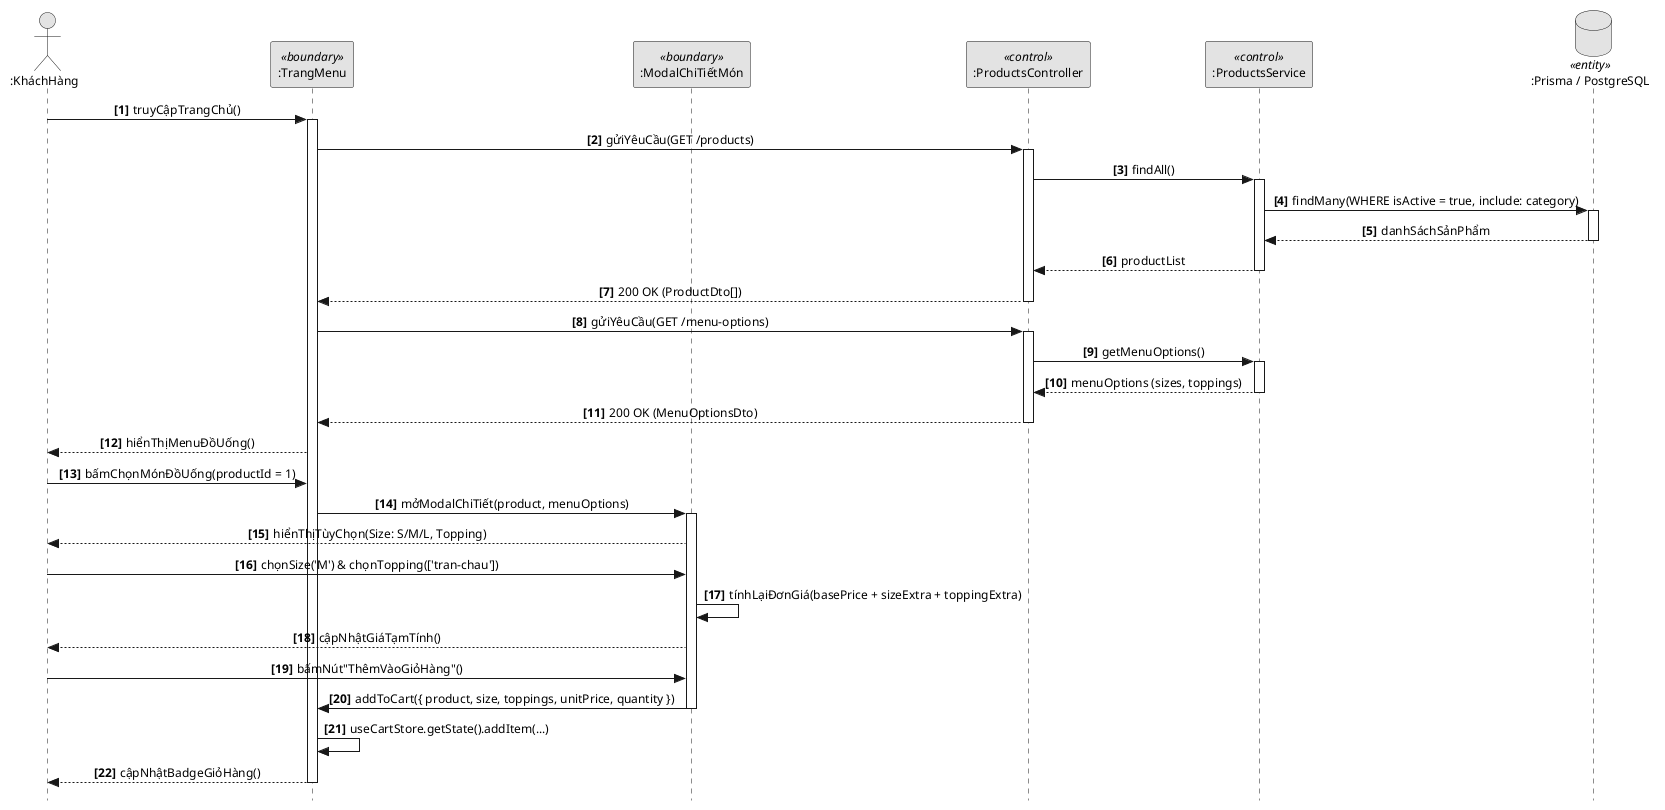 :KháchHàng
«boundary»
:TrangMenu
«boundary»
:ModalChiTiếtMón
«control»
:ProductsController
«control»
:ProductsService
«entity»
:Prisma / PostgreSQL
[1] truyCậpTrangChủ()
[2] gửiYêuCầu(GET /products)
[3] findAll()
[4] findMany(WHERE isActive = true, include: category)
[5] danhSáchSảnPhẩm
[6] productList
[7] 200 OK (ProductDto[])
[8] gửiYêuCầu(GET /menu-options)
[9] getMenuOptions()
[10] menuOptions (sizes, toppings)
[11] 200 OK (MenuOptionsDto)
[12] hiểnThịMenuĐồUống()
[13] bấmChọnMónĐồUống(productId = 1)
[14] mởModalChiTiết(product, menuOptions)
[15] hiểnThịTùyChọn(Size: S/M/L, Topping)
[16] chọnSize('M') & chọnTopping(['tran-chau'])
[17] tínhLạiĐơnGiá(basePrice + sizeExtra + toppingExtra)
[18] cậpNhậtGiáTạmTính()
[19] bấmNút"ThêmVàoGiỏHàng"()
[20] addToCart({ product, size, toppings, unitPrice, quantity })
[21] useCartStore.getState().addItem(...)
[22] cậpNhậtBadgeGiỏHàng()